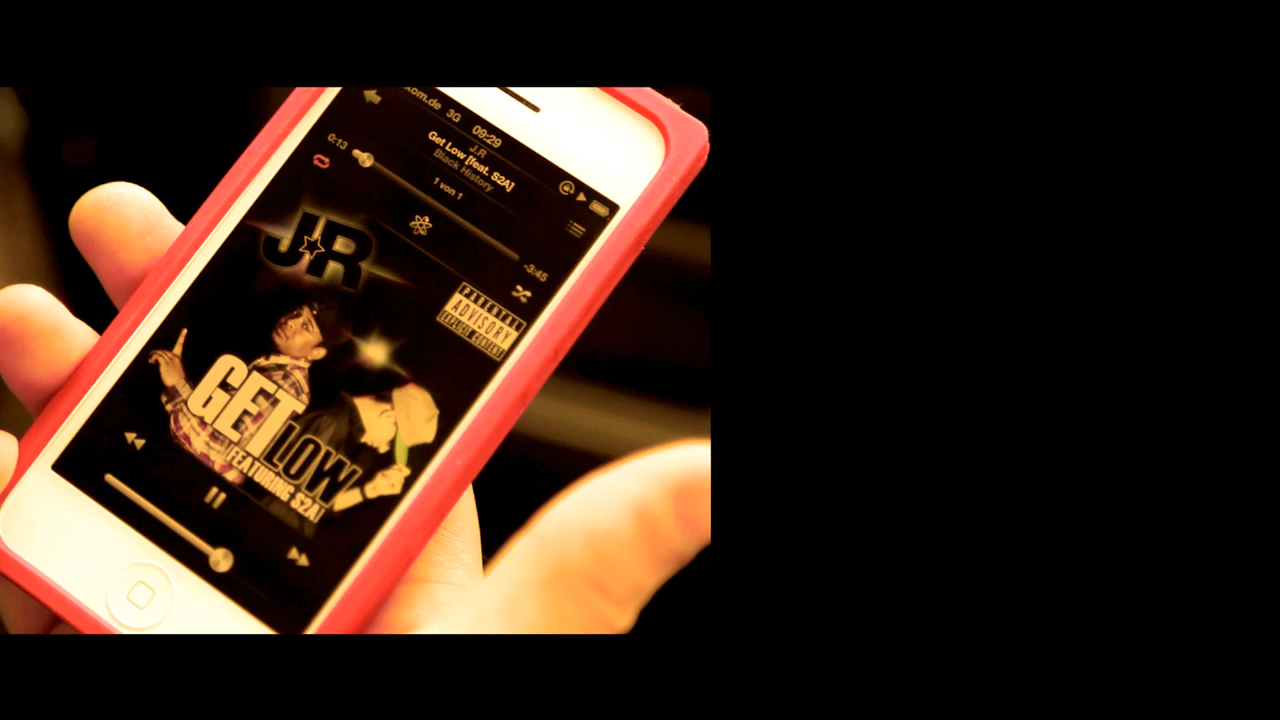 kom.de 3G 09:29
J.R
Get Low [feat. S2A]
Black History
0:13
-3:45
1 von 1
J★R
PARENTAL
ADVISORY
EXPLICIT CONTENT
GET
LOW
[FEATURING S2A]